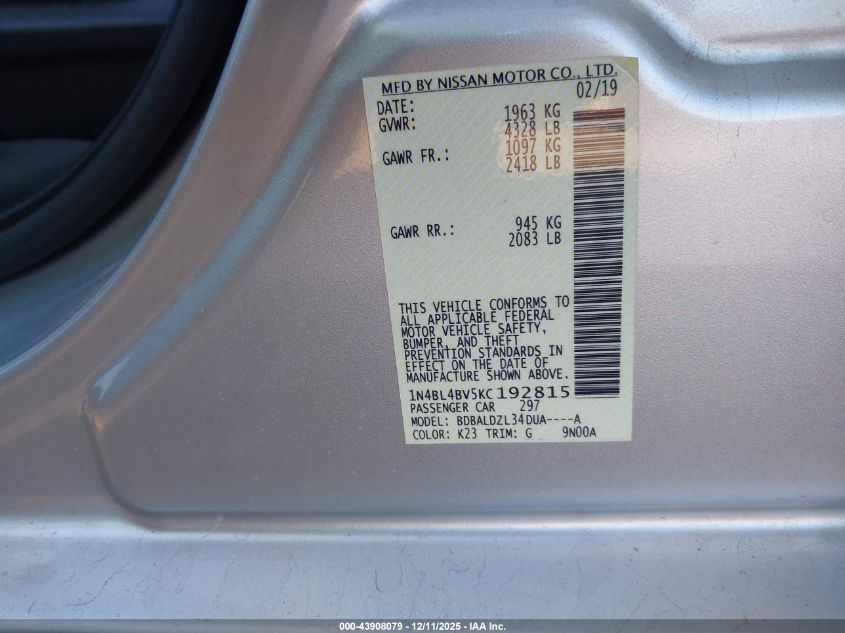 MFD BY NISSAN MOTOR CO., LTD.
DATE: 02/19
GVWR: 1963 KG
4328 LB
GAWR FR.: 1097 KG
2418 LB
GAWR RR.: 945 KG
2083 LB
THIS VEHICLE CONFORMS TO
ALL APPLICABLE FEDERAL
MOTOR VEHICLE SAFETY,
BUMPER, AND THEFT
PREVENTION STANDARDS IN
EFFECT ON THE DATE OF
MANUFACTURE SHOWN ABOVE.
1N4BL4BV5KC192815
PASSENGER CAR 297
MODEL: BDBALDZL34DUA----A
COLOR: K23 TRIM: G 9N00A
000-43908079 - 12/11/2025 - IAA Inc.